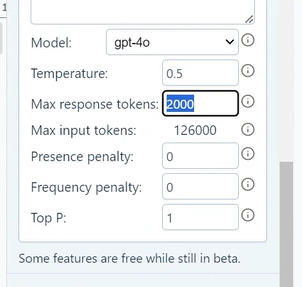 Model: gpt-4o
Temperature: 0.5
Max response tokens: 2000
Max input tokens: 126000
Presence penalty: 0
Frequency penalty: 0
Top P: 1
Some features are free while still in beta.